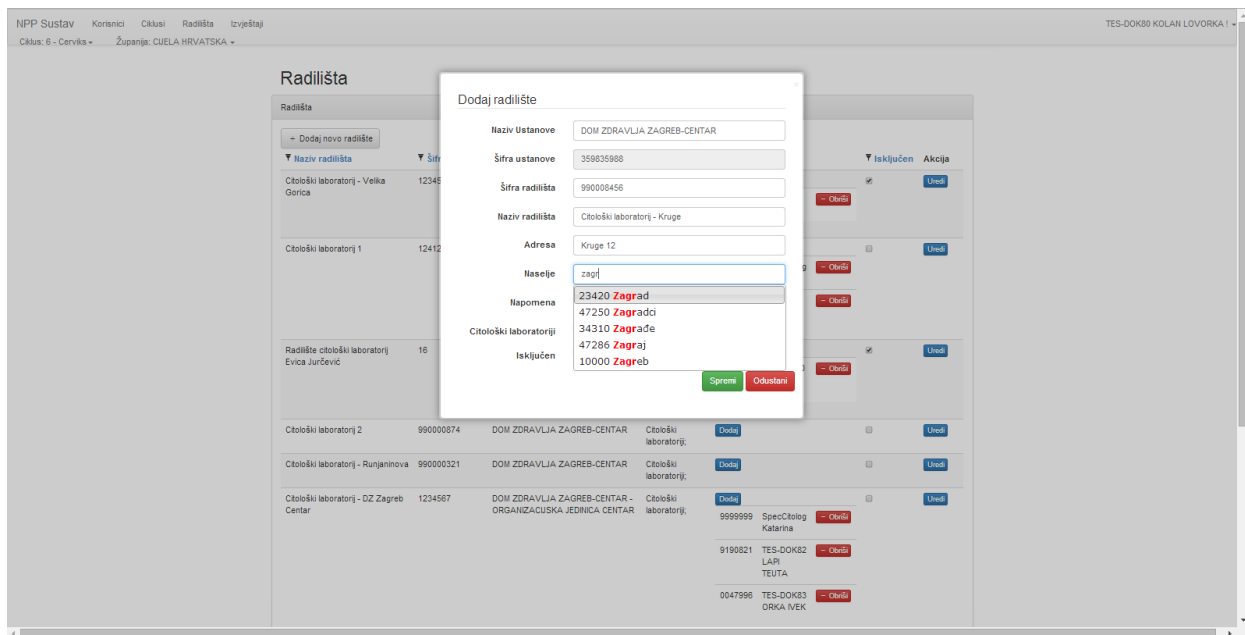 NPP Sustav Korisnici Ciklusi Radilišta Izvještaji TES-DOK80 KOLAN LOVORKA !
Ciklus: 6 - Cerviks Županija: CIJELA HRVATSKA
Radilišta
Radilišta
+ Dodaj novo radilište
Naziv radilišta Isključen Akcija
Citološki laboratorij - Velika Gorica Uredi
− Obriši
Citološki laboratorij 1 Uredi
− Obriši
− Obriši
Radilište citološki laboratorij Evica Jurčević 16 Uredi
− Obriši
Dodaj radilište
Naziv Ustanove DOM ZDRAVLJA ZAGREB-CENTAR
Šifra ustanove 359835988
Šifra radilišta 990008456
Naziv radilišta Citološki laboratorij - Kruge
Adresa Kruge 12
Naselje zagr
23420 Zagrad
Napomena
47250 Zagradci
34310 Zagrađe
Citološki laboratoriji
47286 Zagraj
Isključen
10000 Zagreb
Spremi Odustani
Citološki laboratorij 2 990000874 DOM ZDRAVLJA ZAGREB-CENTAR Citološki laboratoriji; Dodaj Uredi
Citološki laboratorij - Runjaninova 990000321 DOM ZDRAVLJA ZAGREB-CENTAR Citološki laboratoriji; Dodaj Uredi
Citološki laboratorij - DZ Zagreb Centar 1234567 DOM ZDRAVLJA ZAGREB-CENTAR - ORGANIZACIJSKA JEDINICA CENTAR Citološki laboratoriji; Dodaj Uredi
9999999 SpecCitolog Katarina − Obriši
9190821 TES-DOK82 LAPI TEUTA − Obriši
0047996 TES-DOK83 ORKA IVEK − Obriši